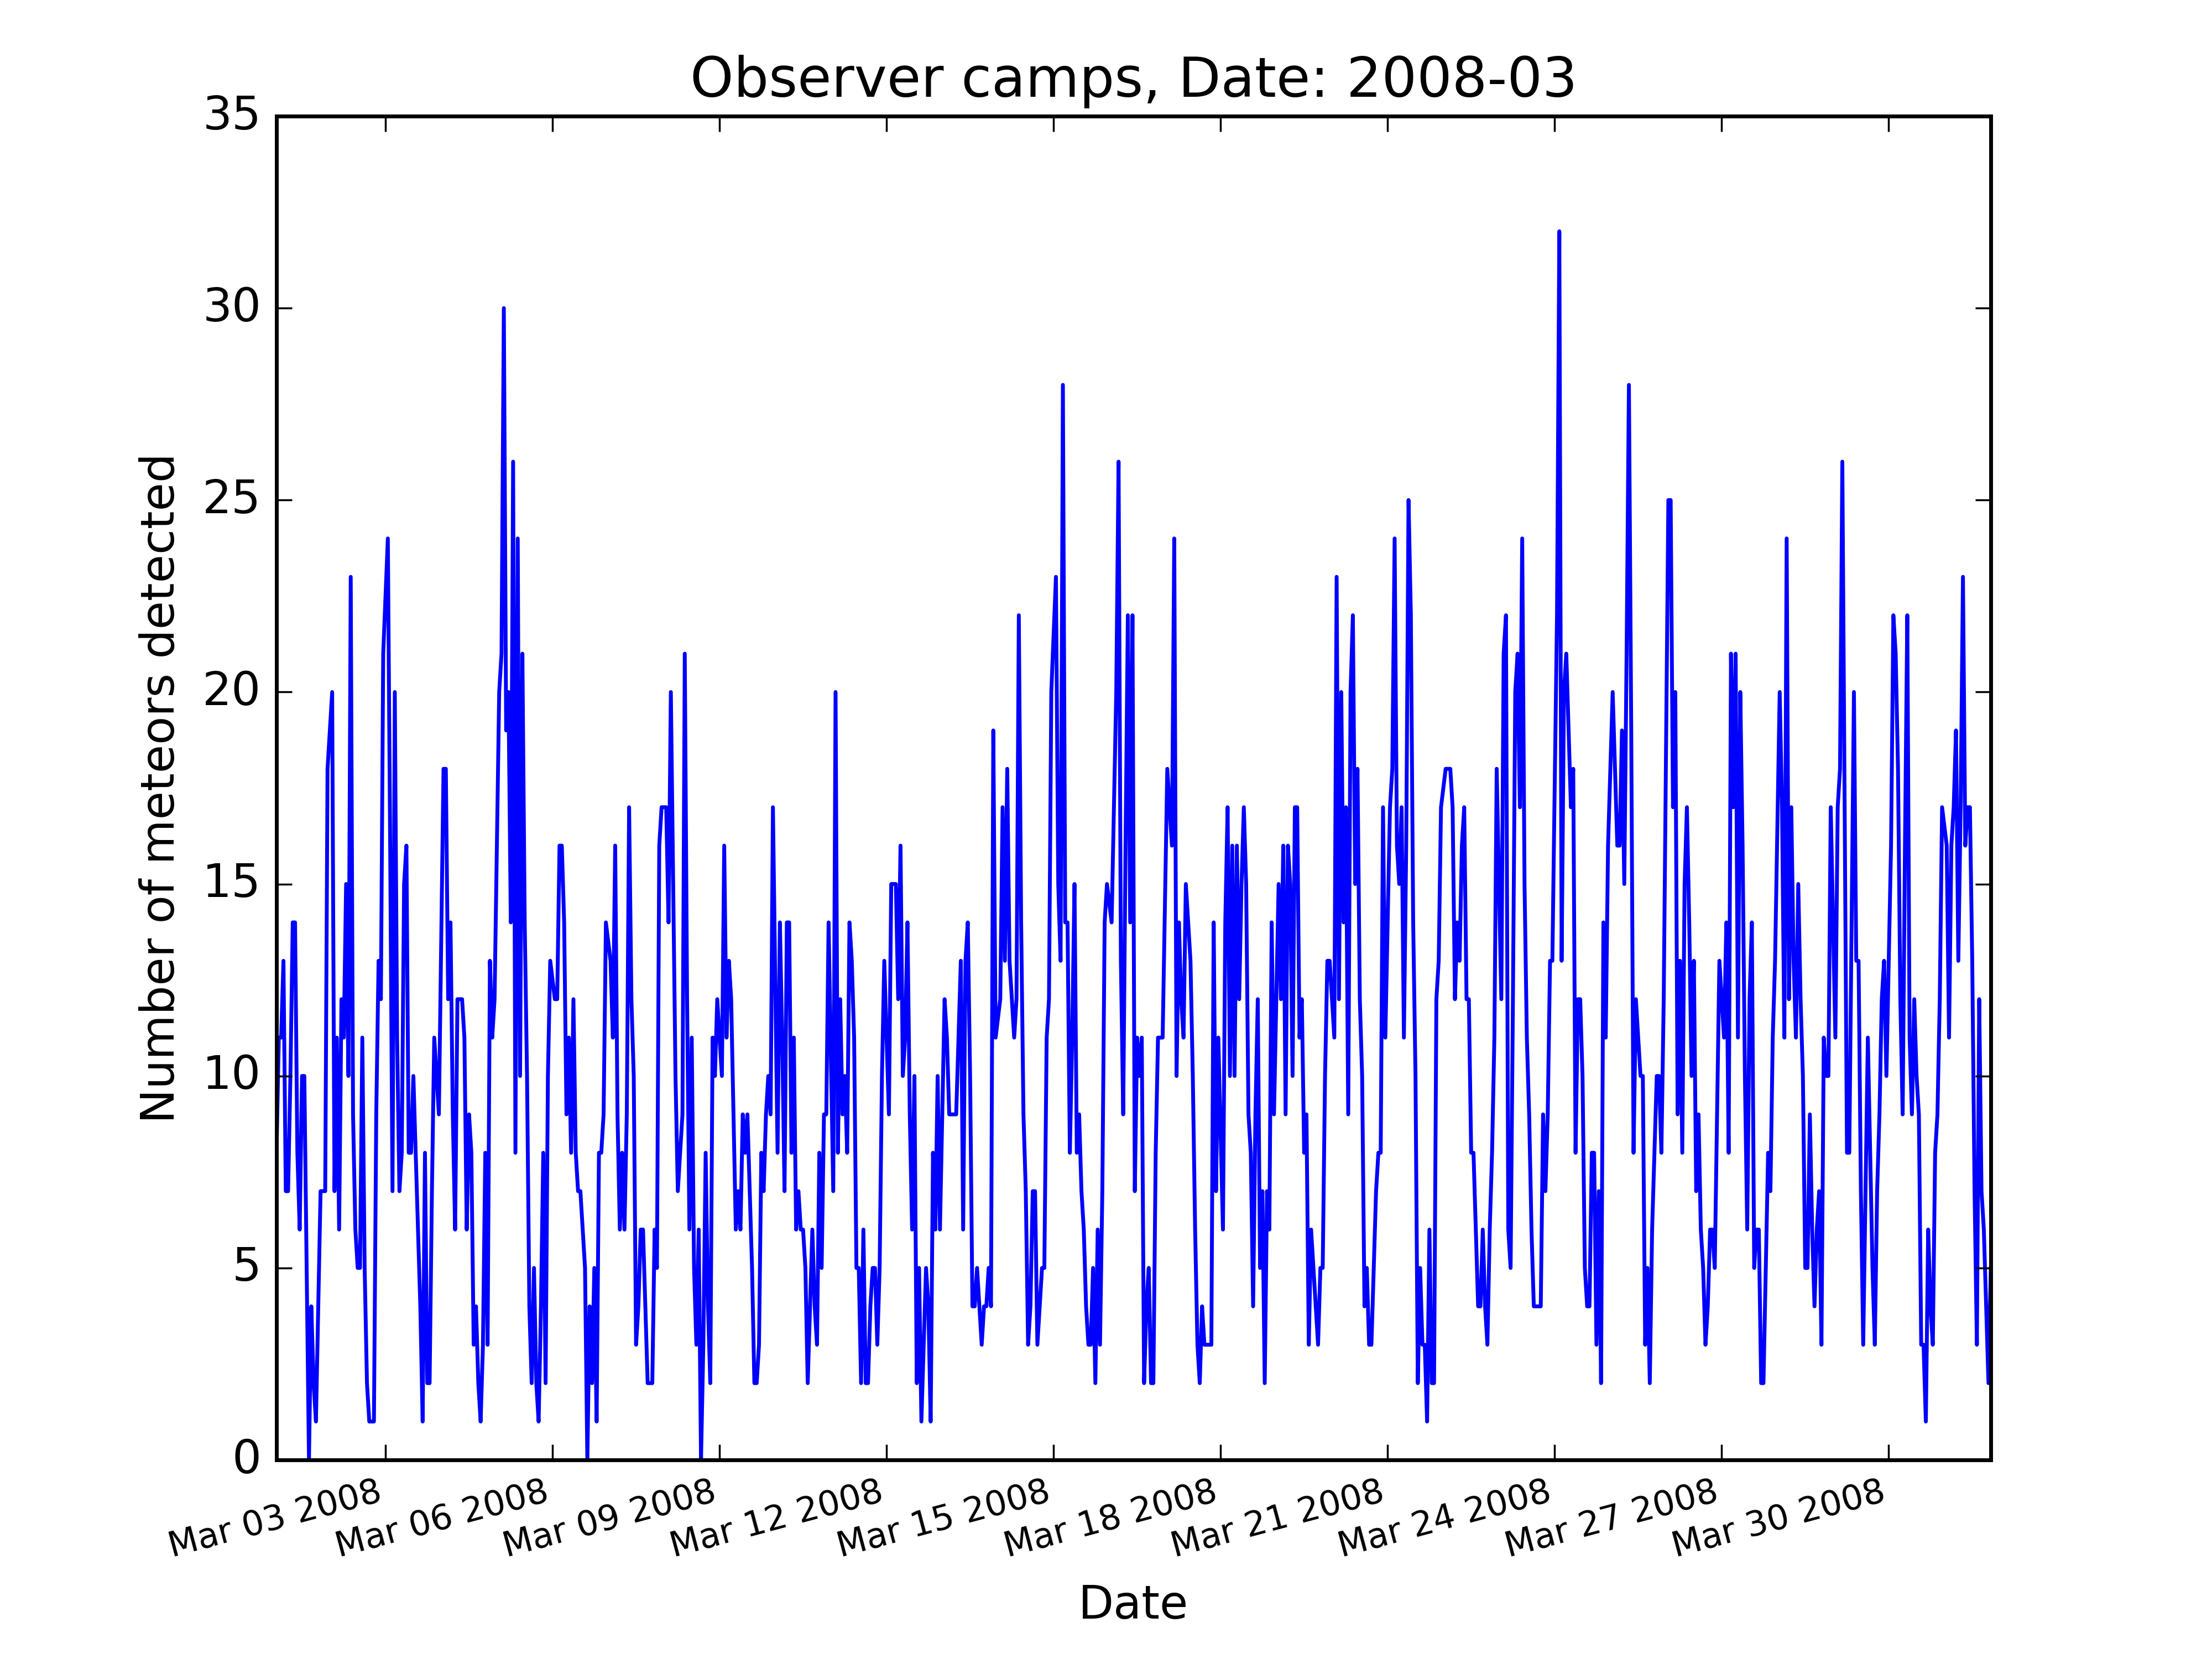 Observer camps, Date: 2008-03
Number of meteors detected
35
30
25
20
15
10
5
0
Mar 03 2008
Mar 06 2008
Mar 09 2008
Mar 12 2008
Mar 15 2008
Mar 18 2008
Mar 21 2008
Mar 24 2008
Mar 27 2008
Mar 30 2008
Date